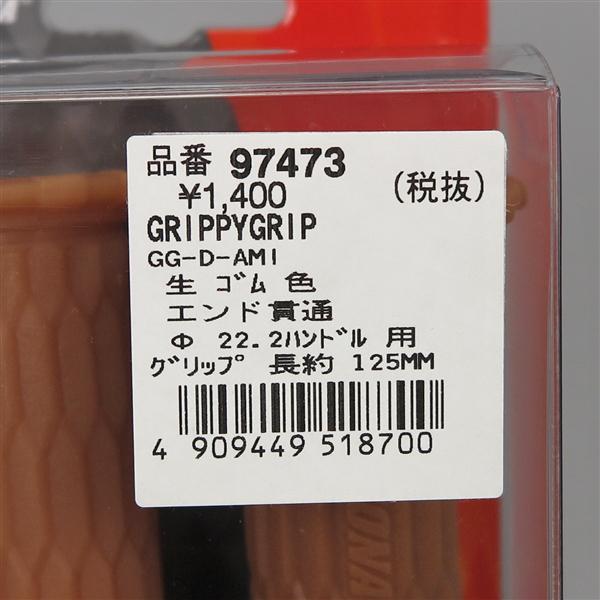 品番 97473
¥1,400 (税抜)
GRIPPYGRIP
GG-D-AMI
生 ｺﾞﾑ 色
エンド貫通
Φ 22.2ﾊﾝﾄﾞﾙ 用
ｸﾞﾘｯﾌﾟ 長約 125MM
4 909449 518700